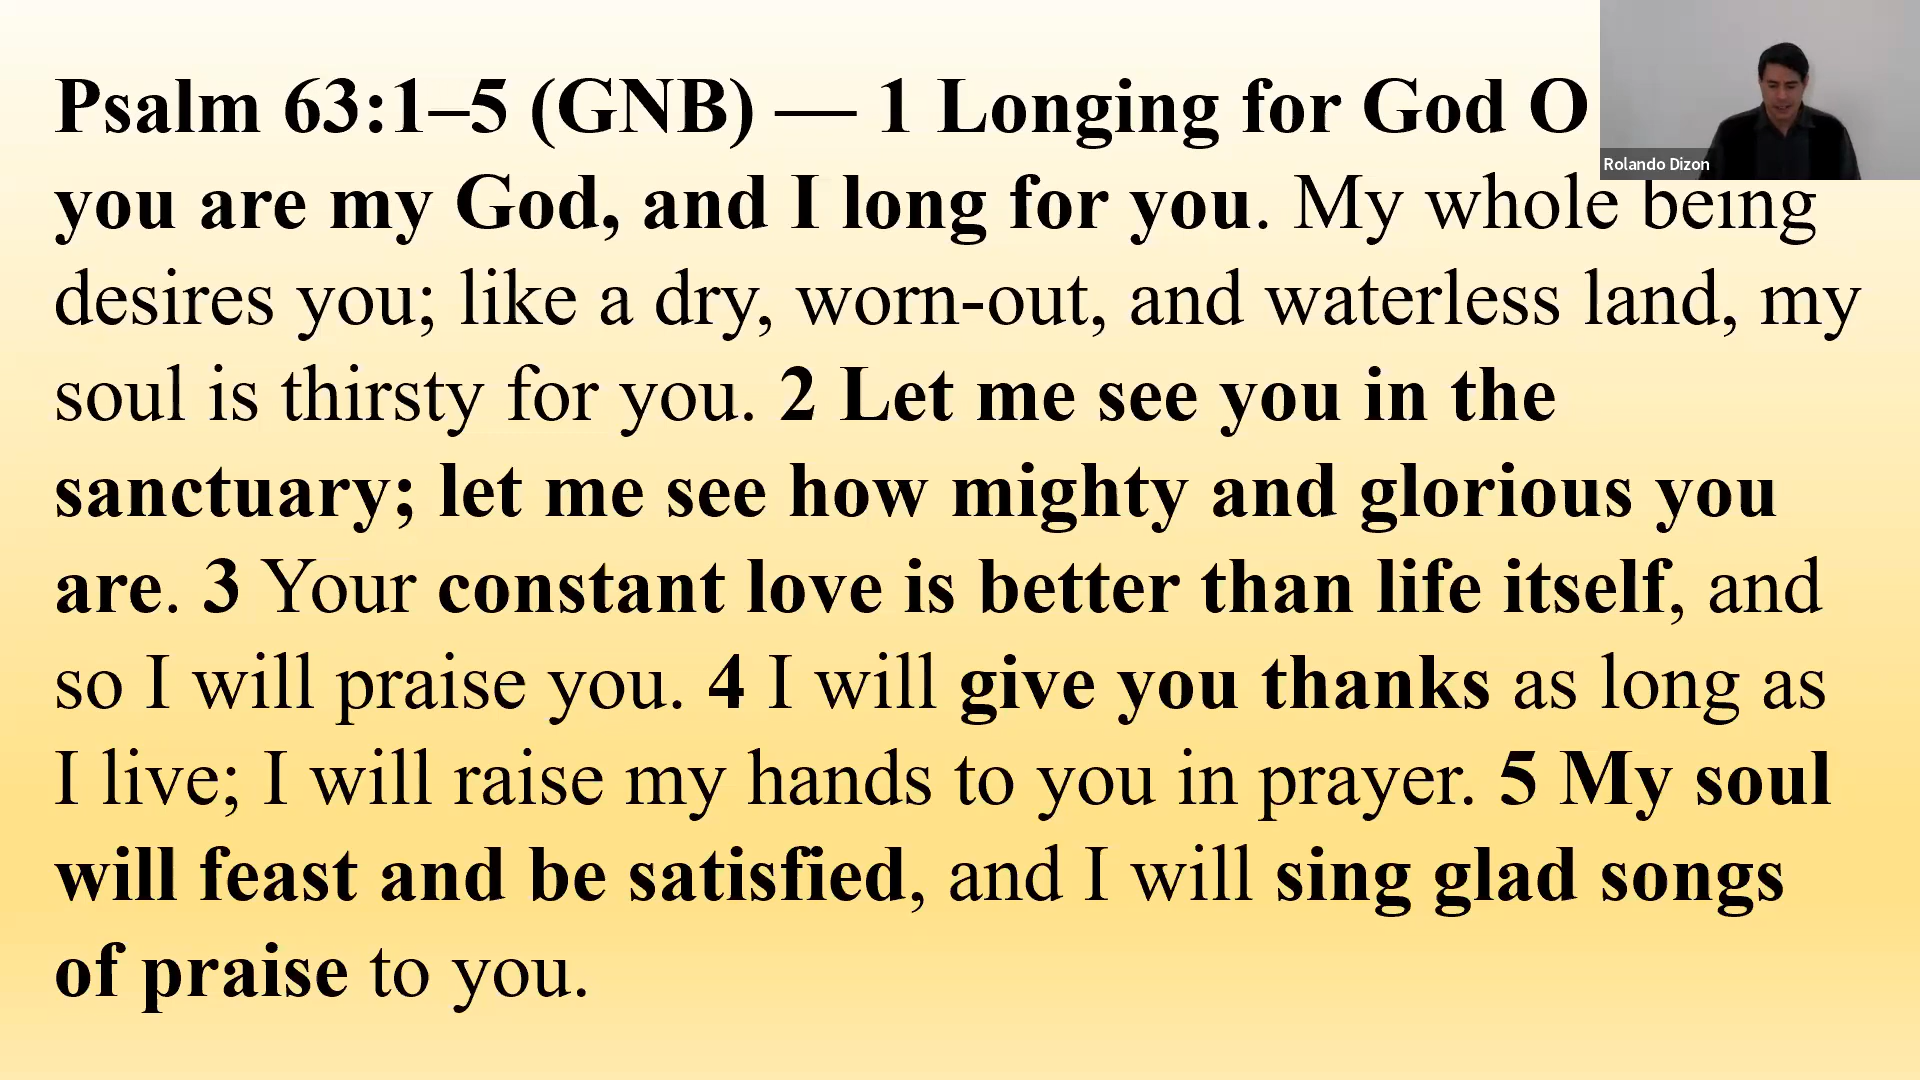 Psalm 63:1–5 (GNB) — 1 Longing for God O
Rolando Dizon
you are my God, and I long for you. My whole being
desires you; like a dry, worn-out, and waterless land, my
soul is thirsty for you. 2 Let me see you in the
sanctuary; let me see how mighty and glorious you
are. 3 Your constant love is better than life itself, and
so I will praise you. 4 I will give you thanks as long as
I live; I will raise my hands to you in prayer. 5 My soul
will feast and be satisfied, and I will sing glad songs
of praise to you.